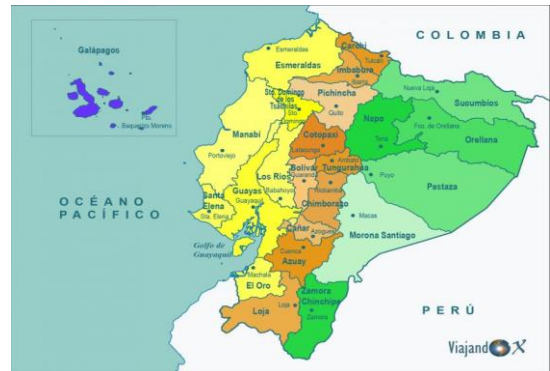 Galápagos
Pto.
Baquerizo Moreno
OCÉANO
PACÍFICO
COLOMBIA
PERÚ
Golfo de
Guayaquil
Esmeraldas
Esmeraldas
Carchi
Tulcán
Imbabura
Ibarra
Pichincha
Quito
Sto. Domingo
de los
Tsáchilas
Sto.
Domingo
Nueva Loja
Sucumbíos
Napo
Tena
Fco. de Orellana
Orellana
Manabí
Portoviejo
Cotopaxi
Latacunga
Ambato
Tungurahua
Puyo
Pastaza
Los Ríos
Babahoyo
Bolívar
Guaranda
Riobamba
Chimborazo
Guayas
Guayaquil
Santa
Elena
Sta. Elena
Macas
Morona Santiago
Cañar
Azogues
Cuenca
Azuay
Machala
El Oro
Loja
Loja
Zamora
Chinchipe
Zamora
Viajando X